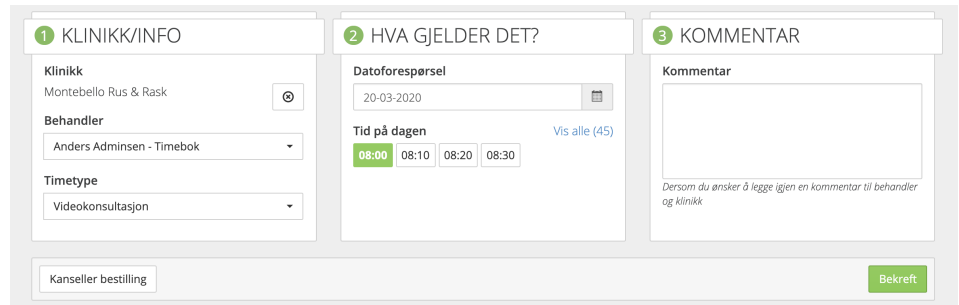 1 KLINIKK/INFO
Klinikk
Montebello Rus & Rask
Behandler
Anders Adminsen - Timebok
Timetype
Videokonsultasjon
2 HVA GJELDER DET?
Datoforespørsel
20-03-2020
Tid på dagen Vis alle (45)
08:00 08:10 08:20 08:30
3 KOMMENTAR
Kommentar
Dersom du ønsker å legge igjen en kommentar til behandler
og klinikk
Kanseller bestilling Bekreft